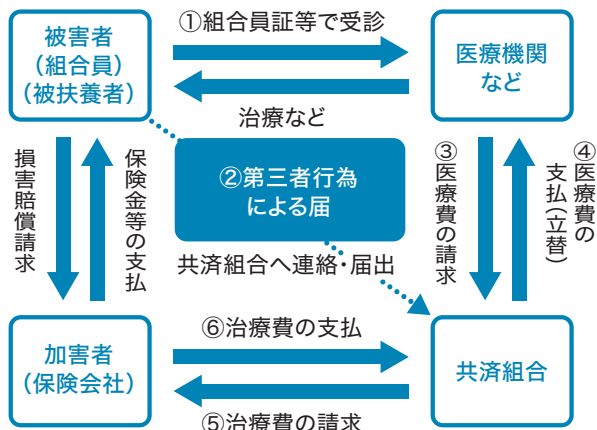 ①組合員証等で受診
被害者
（組合員）
（被扶養者）
医療機関
など
治療など
②第三者行為
による届
共済組合へ連絡・届出
損害賠償請求
保険金等の支払
③医療費の請求
④医療費の
支払（立替）
加害者
（保険会社）
⑥治療費の支払
共済組合
⑤治療費の請求